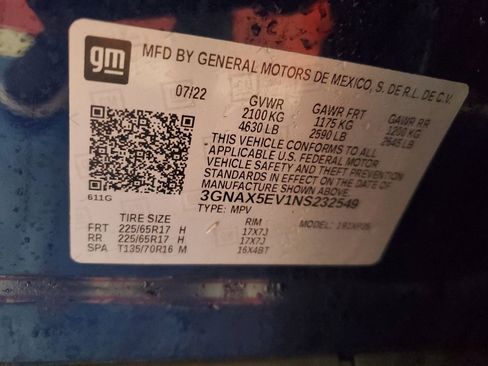 gm
MFD BY GENERAL MOTORS DE MEXICO, S. DE R.L. DE C.V.
07/22 GVWR GAWR FRT GAWR RR
2100 KG 1175 KG 1200 KG
4630 LB 2590 LB 2645 LB
THIS VEHICLE CONFORMS TO ALL
APPLICABLE U.S. FEDERAL MOTOR
VEHICLE SAFETY AND THEFT PREVENTION
STANDARDS IN EFFECT ON THE DATE OF
MANUFACTURE SHOWN ABOVE.
3GNAX5EV1NS232549
611G TYPE: MPV MODEL:
TIRE SIZE RIM
FRT 225/65R17 H 17X7J
RR 225/65R17 H 17X7J
SPA T135/70R16 M 16X4BT